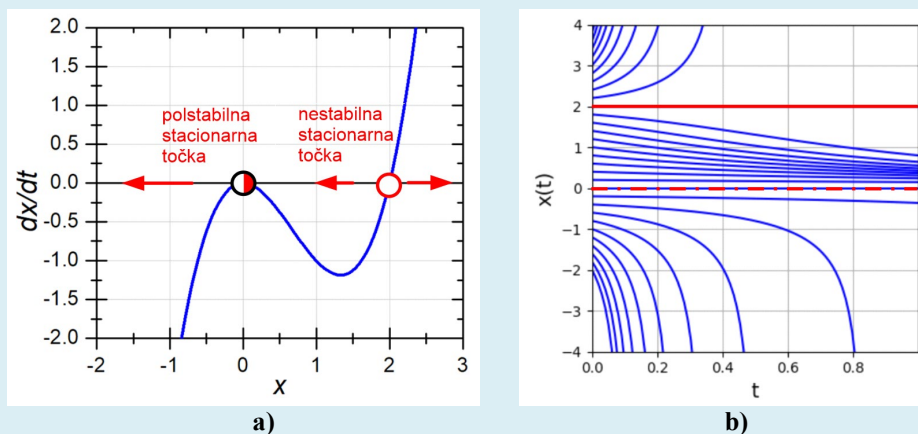 2.0
1.5
1.0
0.5
0.0
-0.5
-1.0
-1.5
-2.0
dx/dt
polstabilna
stacionarna
točka
nestabilna
stacionarna
točka
-2 -1 0 1 2 3
x
a)
4
3
2
1
0
−1
−2
−3
−4
x(t)
0.0 0.2 0.4 0.6 0.8
t
b)